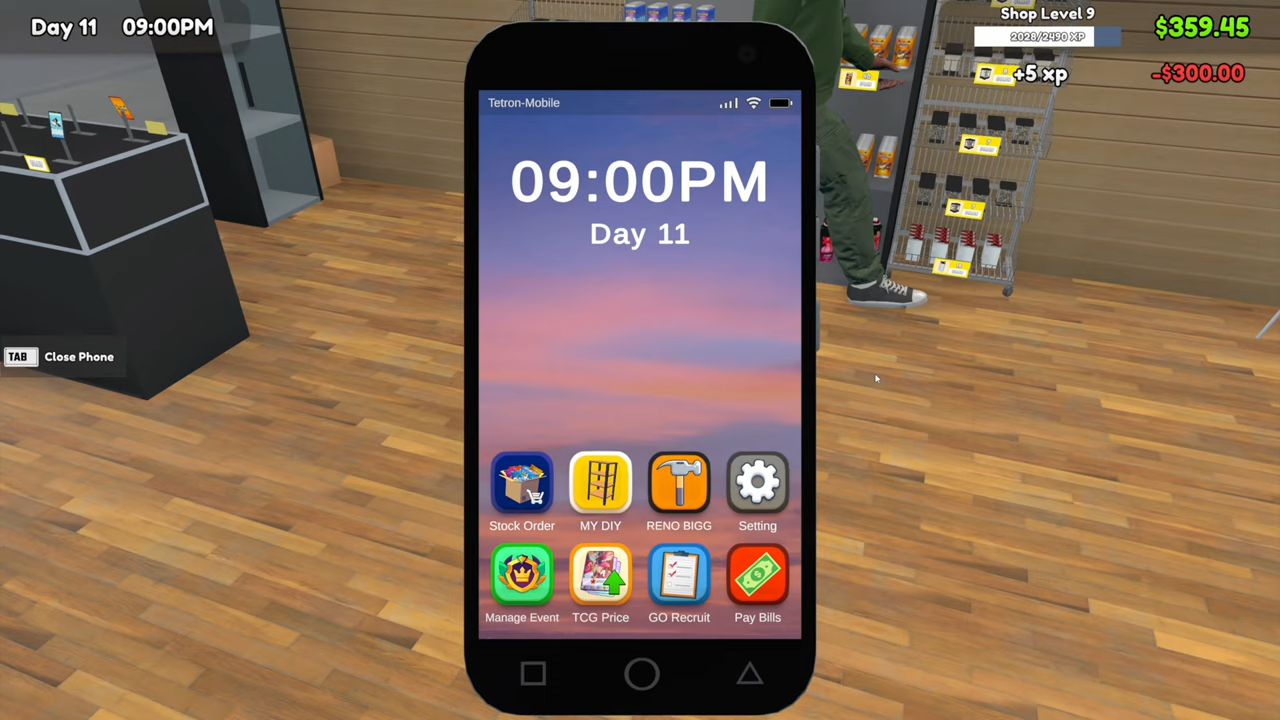 Day 11 09:00PM
Shop Level 9
2028/2490 XP
$359.45
+5 xp
-$300.00
Tetron-Mobile
09:00PM
Day 11
TAB Close Phone
Stock Order MY DIY RENO BIGG Setting
Manage Event TCG Price GO Recruit Pay Bills